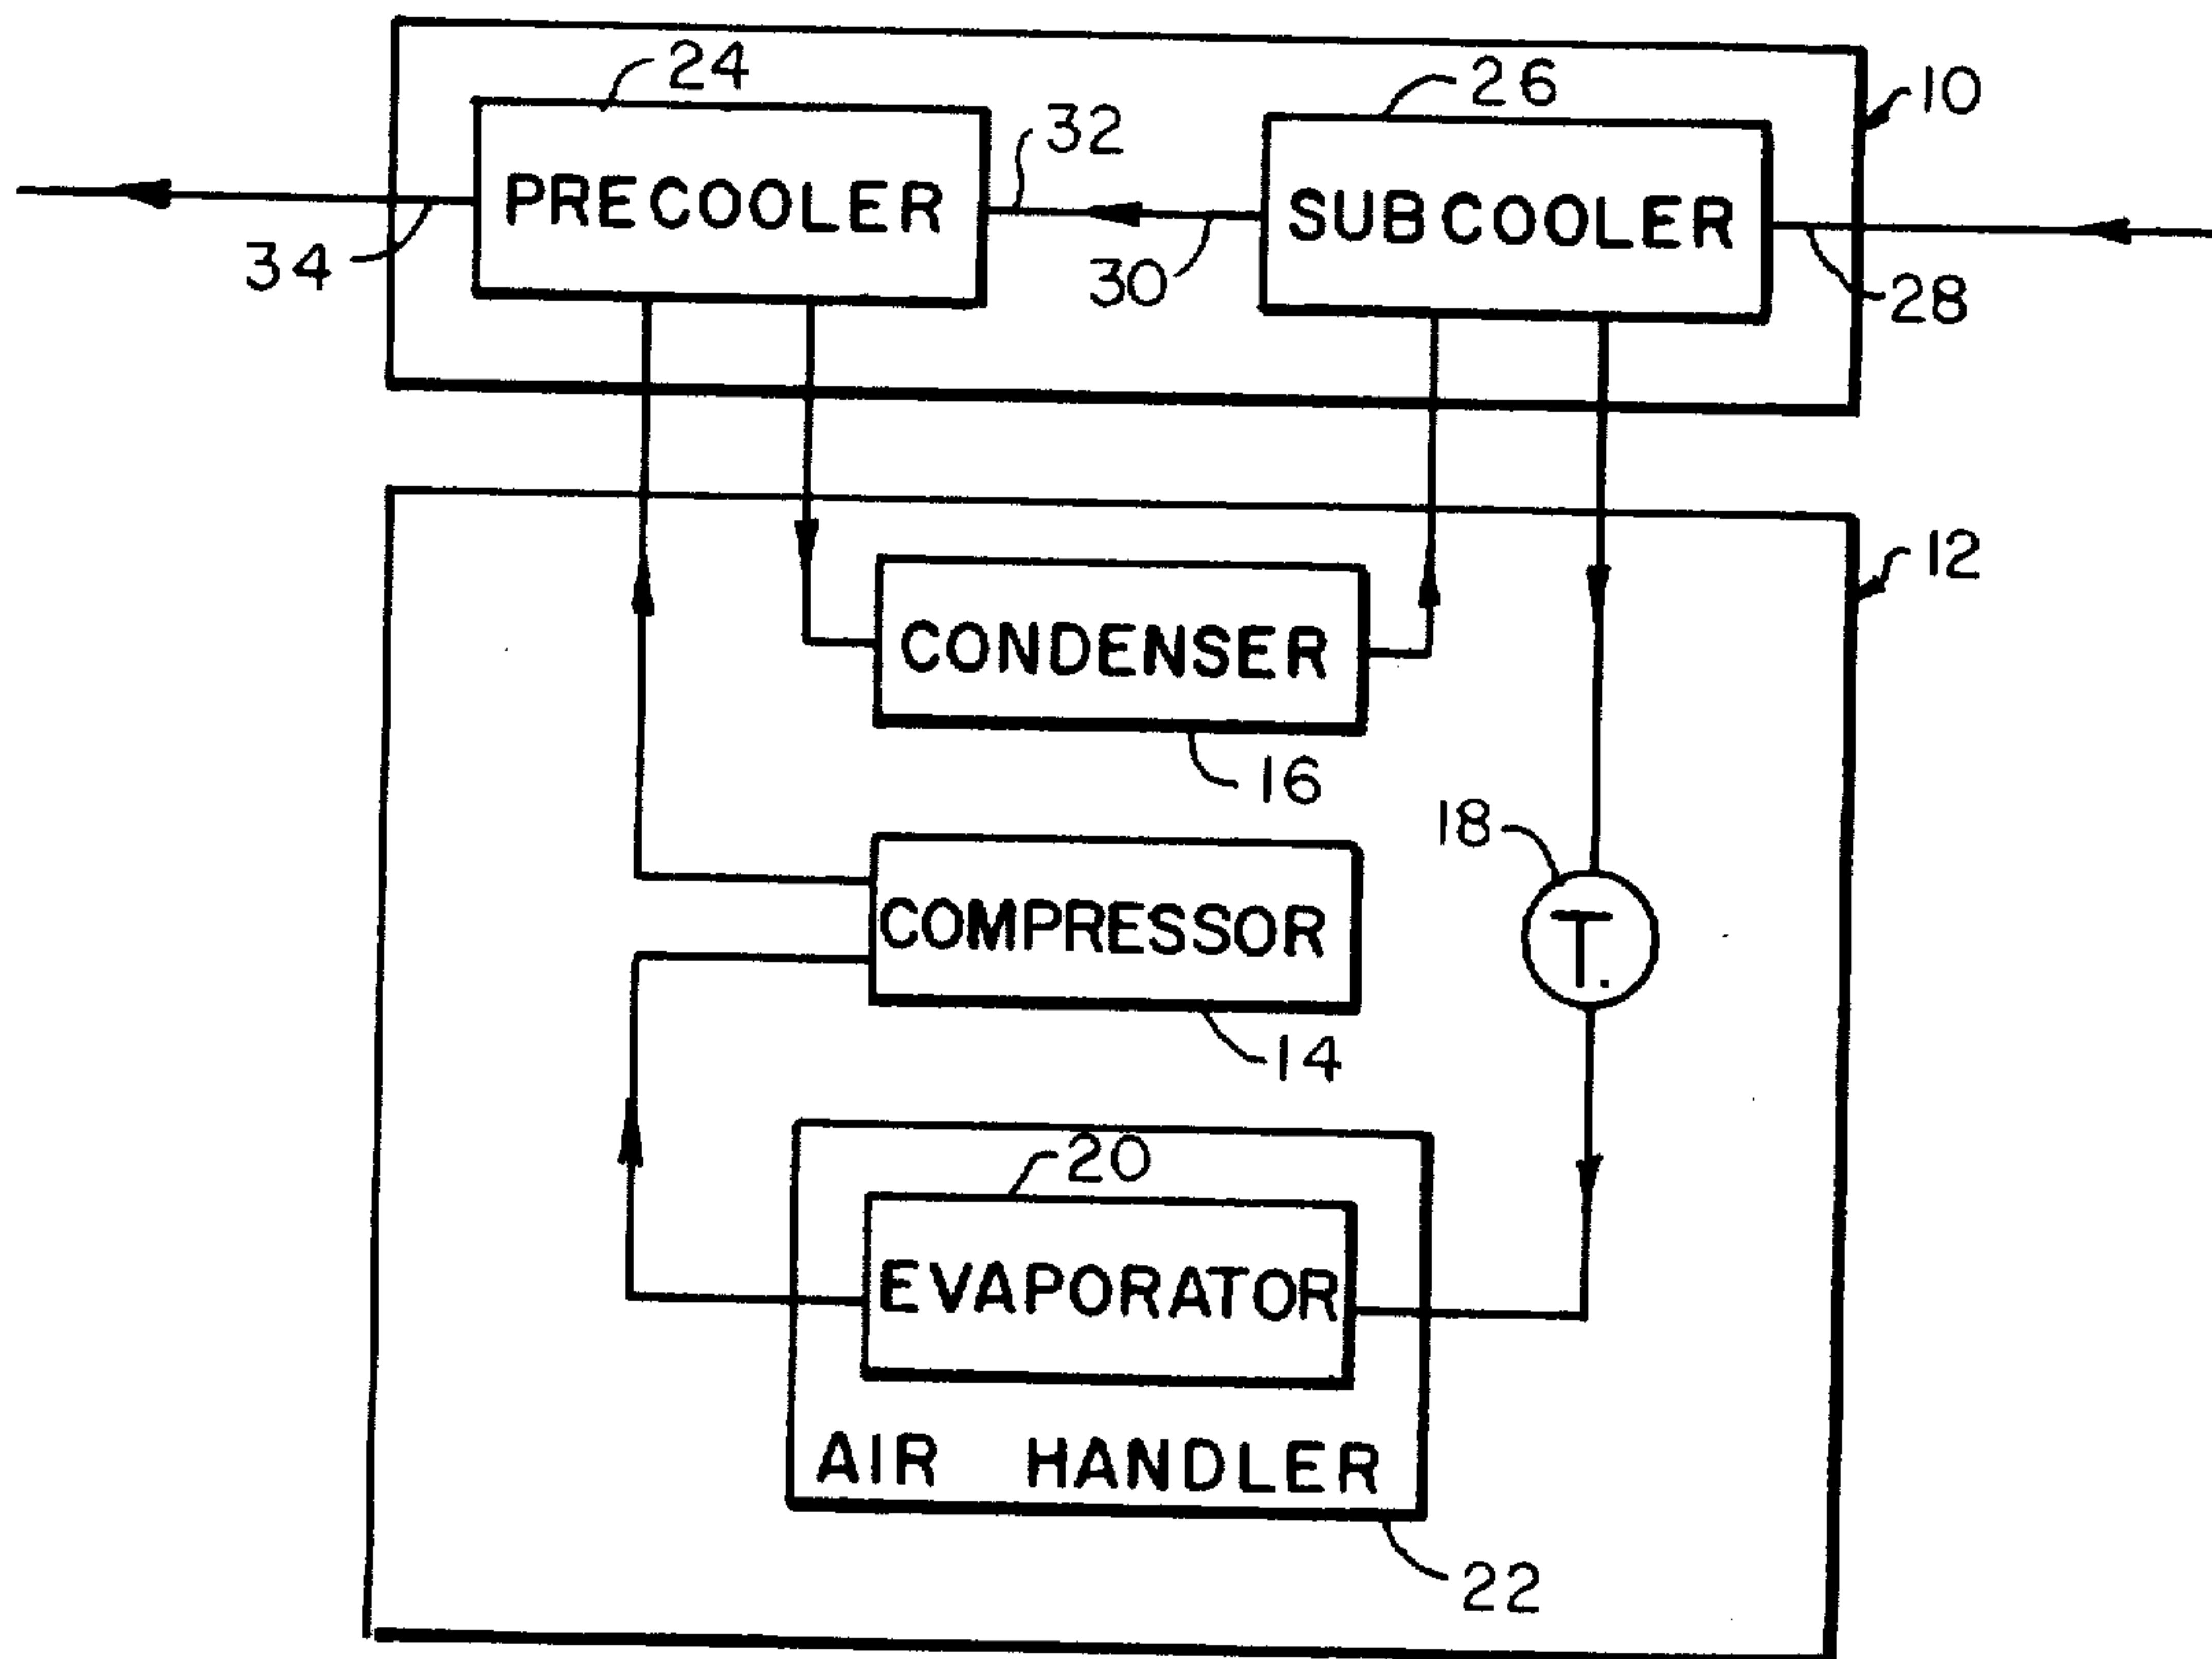 24
26
10
32
PRECOOLER
SUBCOOLER
34
30
28
12
CONDENSER
16
18
COMPRESSOR
T.
14
20
EVAPORATOR
AIR HANDLER
22